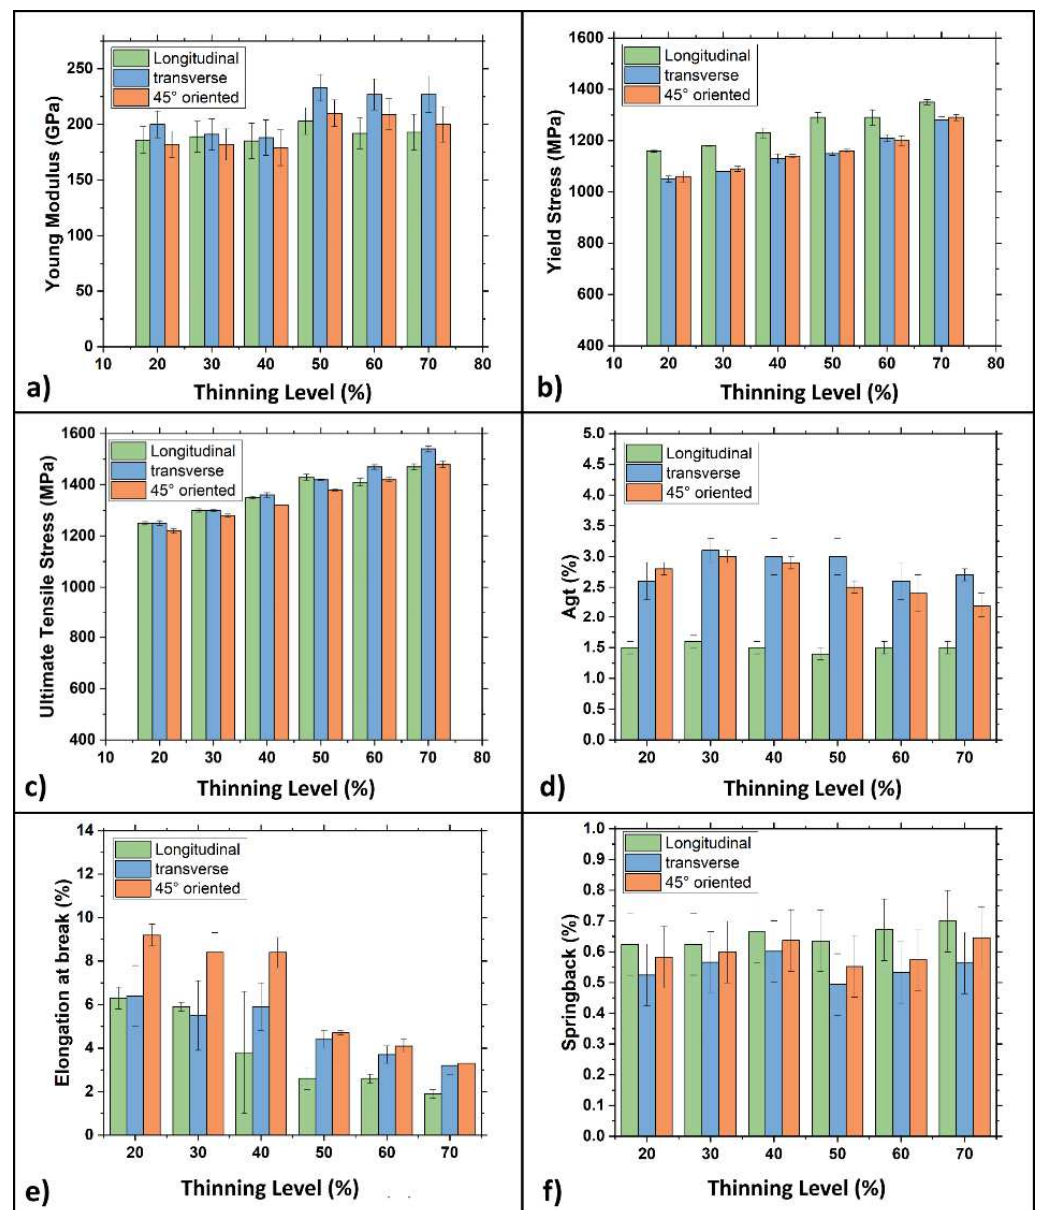 Longitudinal
transverse
45° oriented
250
200
150
100
50
0
Young Modulus (GPa)
10 20 30 40 50 60 70 80
Thinning Level (%)
a)
1600
1400
1200
1000
800
600
400
Yield Stress (MPa)
Longitudinal
transverse
45° oriented
10 20 30 40 50 60 70 80
Thinning Level (%)
b)
1600
1400
1200
1000
800
600
400
Ultimate Tensile Stress (MPa)
Longitudinal
transverse
45° oriented
10 20 30 40 50 60 70 80
Thinning Level (%)
c)
5.0
4.5
4.0
3.5
3.0
2.5
2.0
1.5
1.0
0.5
0.0
Agt (%)
Longitudinal
transverse
45° oriented
20 30 40 50 60 70
Thinning Level (%)
d)
14
12
10
8
6
4
2
0
Elongation at break (%)
Longitudinal
transverse
45° oriented
20 30 40 50 60 70
Thinning Level (%)
e)
1.0
0.9
0.8
0.7
0.6
0.5
0.4
0.3
0.2
0.1
0.0
Springback (%)
Longitudinal
transverse
45° oriented
20 30 40 50 60 70
Thinning Level (%)
f)